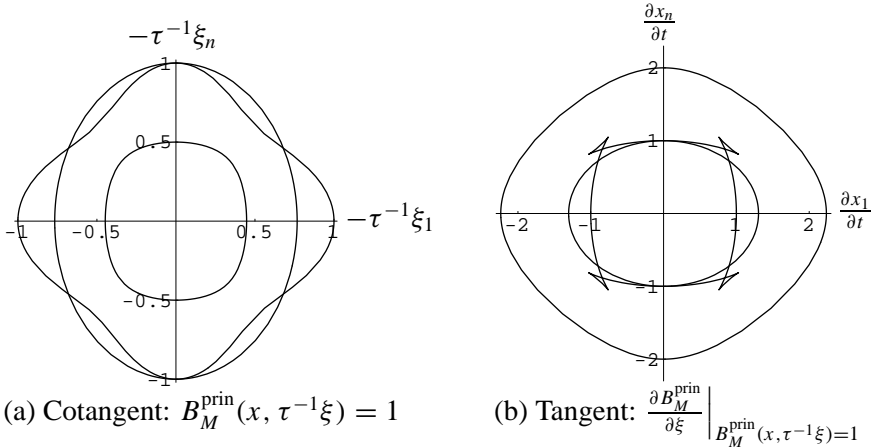 −τ⁻¹ξₙ
1
0.5
-1 -0.5 0.5 1
−τ⁻¹ξ₁
-0.5
-1
(a) Cotangent: B_M^prin(x, τ⁻¹ξ) = 1
∂xₙ/∂t
2
1
-2 -1 1 2
∂x₁/∂t
-1
-2
(b) Tangent: ∂B_M^prin/∂ξ |_{B_M^prin(x, τ⁻¹ξ)=1}